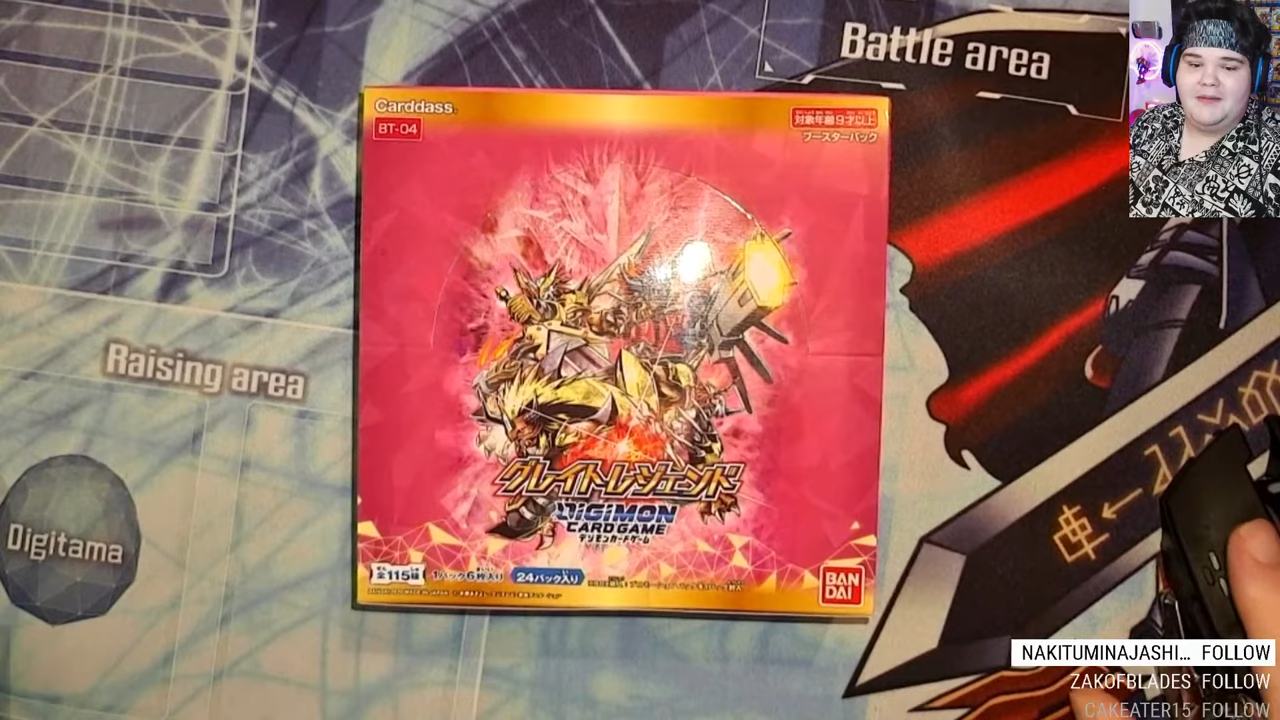 Battle area
Carddass
BT-04
対象年齢9才以上
ブースターパック
Raising area
グレイトレジェンド
DIGIMON
CARD GAME
デジモンカードゲーム
Digitama
全115種
1パック6枚入り
24パック入り
BAN
DAI
NAKITUMINAJASHI... FOLLOW
ZAKOFBLADES FOLLOW
CAKEATER15 FOLLOW